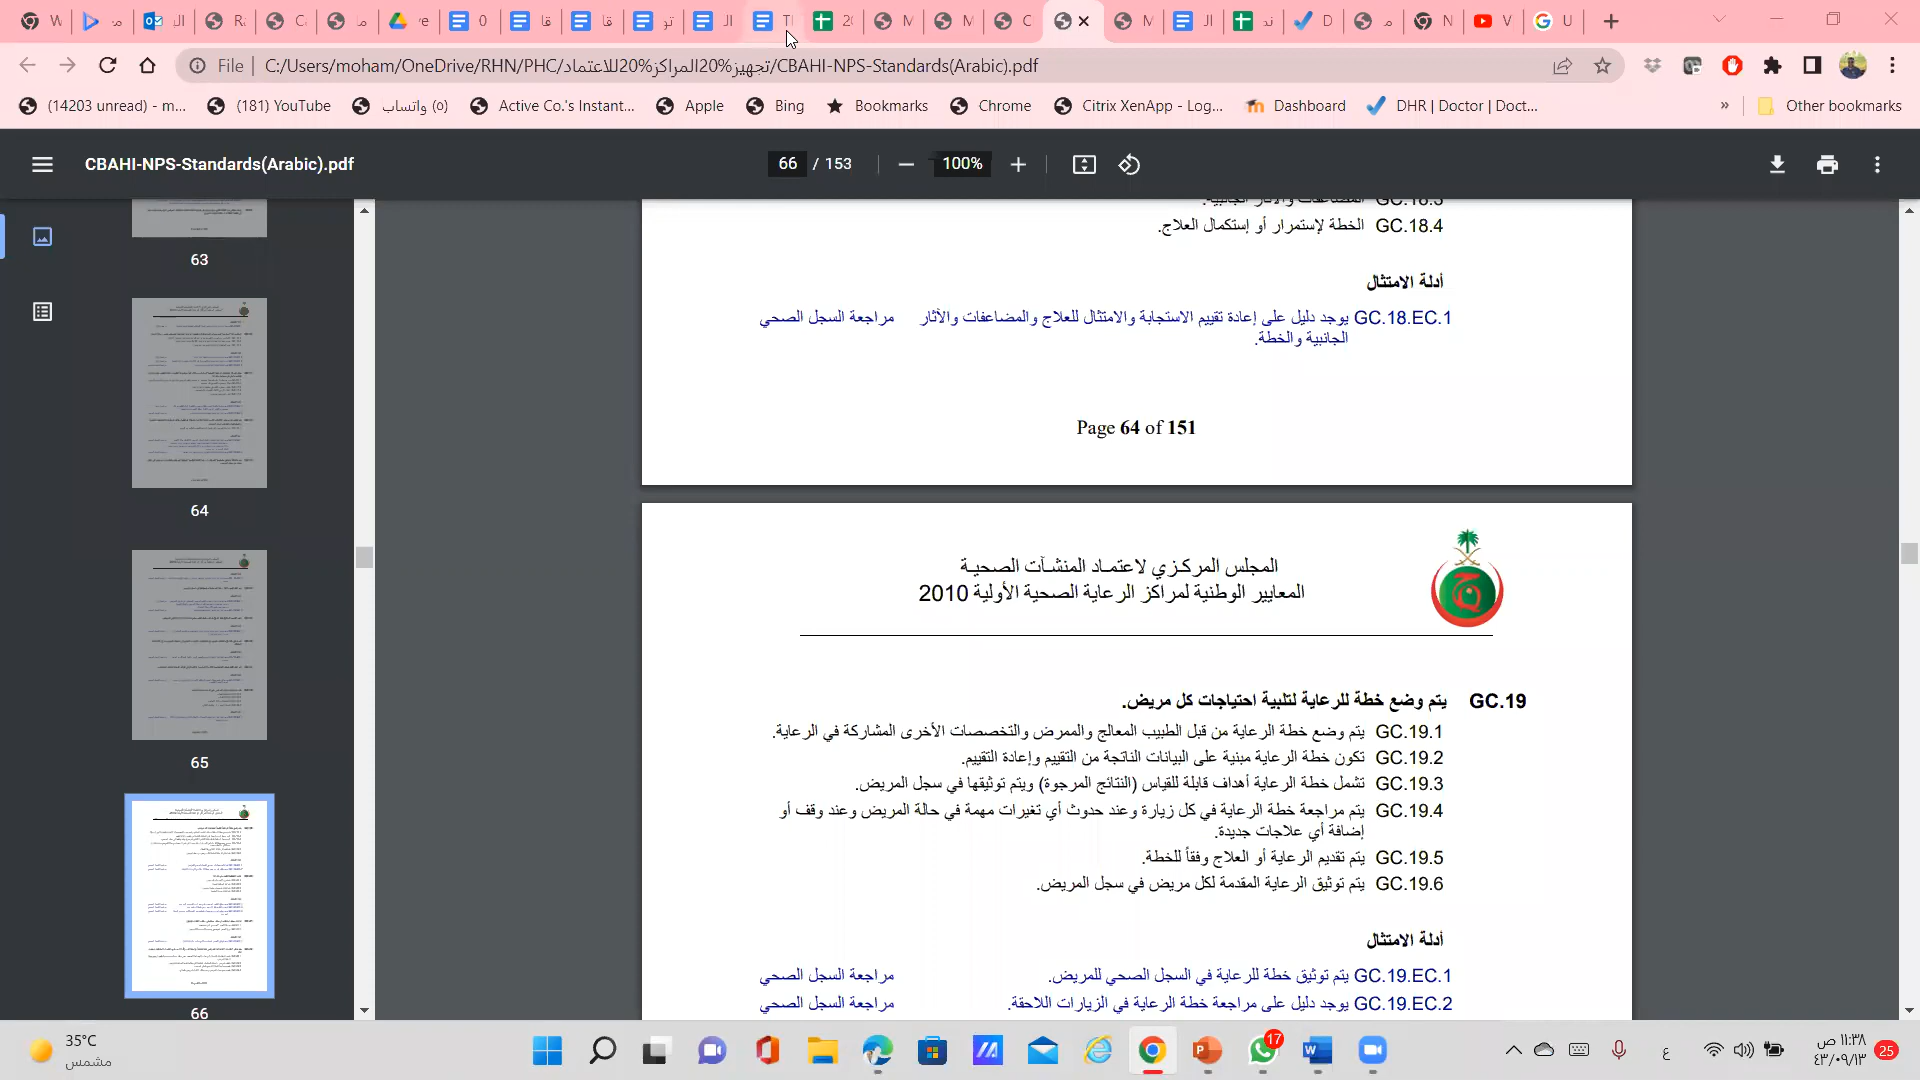 File
C:/Users/moham/OneDrive/RHN/PHC/تجهيز%20المراكز%20للاعتماد/CBAHI-NPS-Standards(Arabic).pdf
(14203 unread) - m...
(181) YouTube
(٥) واتساب
Active Co.'s Instant...
Apple
Bing
Bookmarks
Chrome
Citrix XenApp - Log...
Dashboard
DHR | Doctor | Doct...
»
Other bookmarks
CBAHI-NPS-Standards(Arabic).pdf
66 / 153
100%
63
64
65
66
GC.18.4 الخطة لإستمرار أو إستكمال العلاج.
أدلة الامتثال
GC.18.EC.1 يوجد دليل على إعادة تقييم الاستجابة والامتثال للعلاج والمضاعفات والآثار مراجعة السجل الصحي
الجانبية والخطة.
Page 64 of 151
المجلس المركزي لاعتماد المنشآت الصحية
المعايير الوطنية لمراكز الرعاية الصحية الأولية 2010
GC.19 يتم وضع خطة للرعاية لتلبية احتياجات كل مريض.
GC.19.1 يتم وضع خطة الرعاية من قبل الطبيب المعالج والممرض والتخصصات الأخرى المشاركة في الرعاية.
GC.19.2 تكون خطة الرعاية مبنية على البيانات الناتجة من التقييم وإعادة التقييم.
GC.19.3 تشمل خطة الرعاية أهداف قابلة للقياس (النتائج المرجوة) ويتم توثيقها في سجل المريض.
GC.19.4 يتم مراجعة خطة الرعاية في كل زيارة وعند حدوث أي تغيرات مهمة في حالة المريض وعند وقف أو
إضافة أي علاجات جديدة.
GC.19.5 يتم تقديم الرعاية أو العلاج وفقاً للخطة.
GC.19.6 يتم توثيق الرعاية المقدمة لكل مريض في سجل المريض.
أدلة الامتثال
GC.19.EC.1 يتم توثيق خطة للرعاية في السجل الصحي للمريض. مراجعة السجل الصحي
GC.19.EC.2 يوجد دليل على مراجعة خطة الرعاية في الزيارات اللاحقة. مراجعة السجل الصحي
35°C
مشمس
17
ع
١١:٣٨ ص
٤٣/٠٩/١٣
25